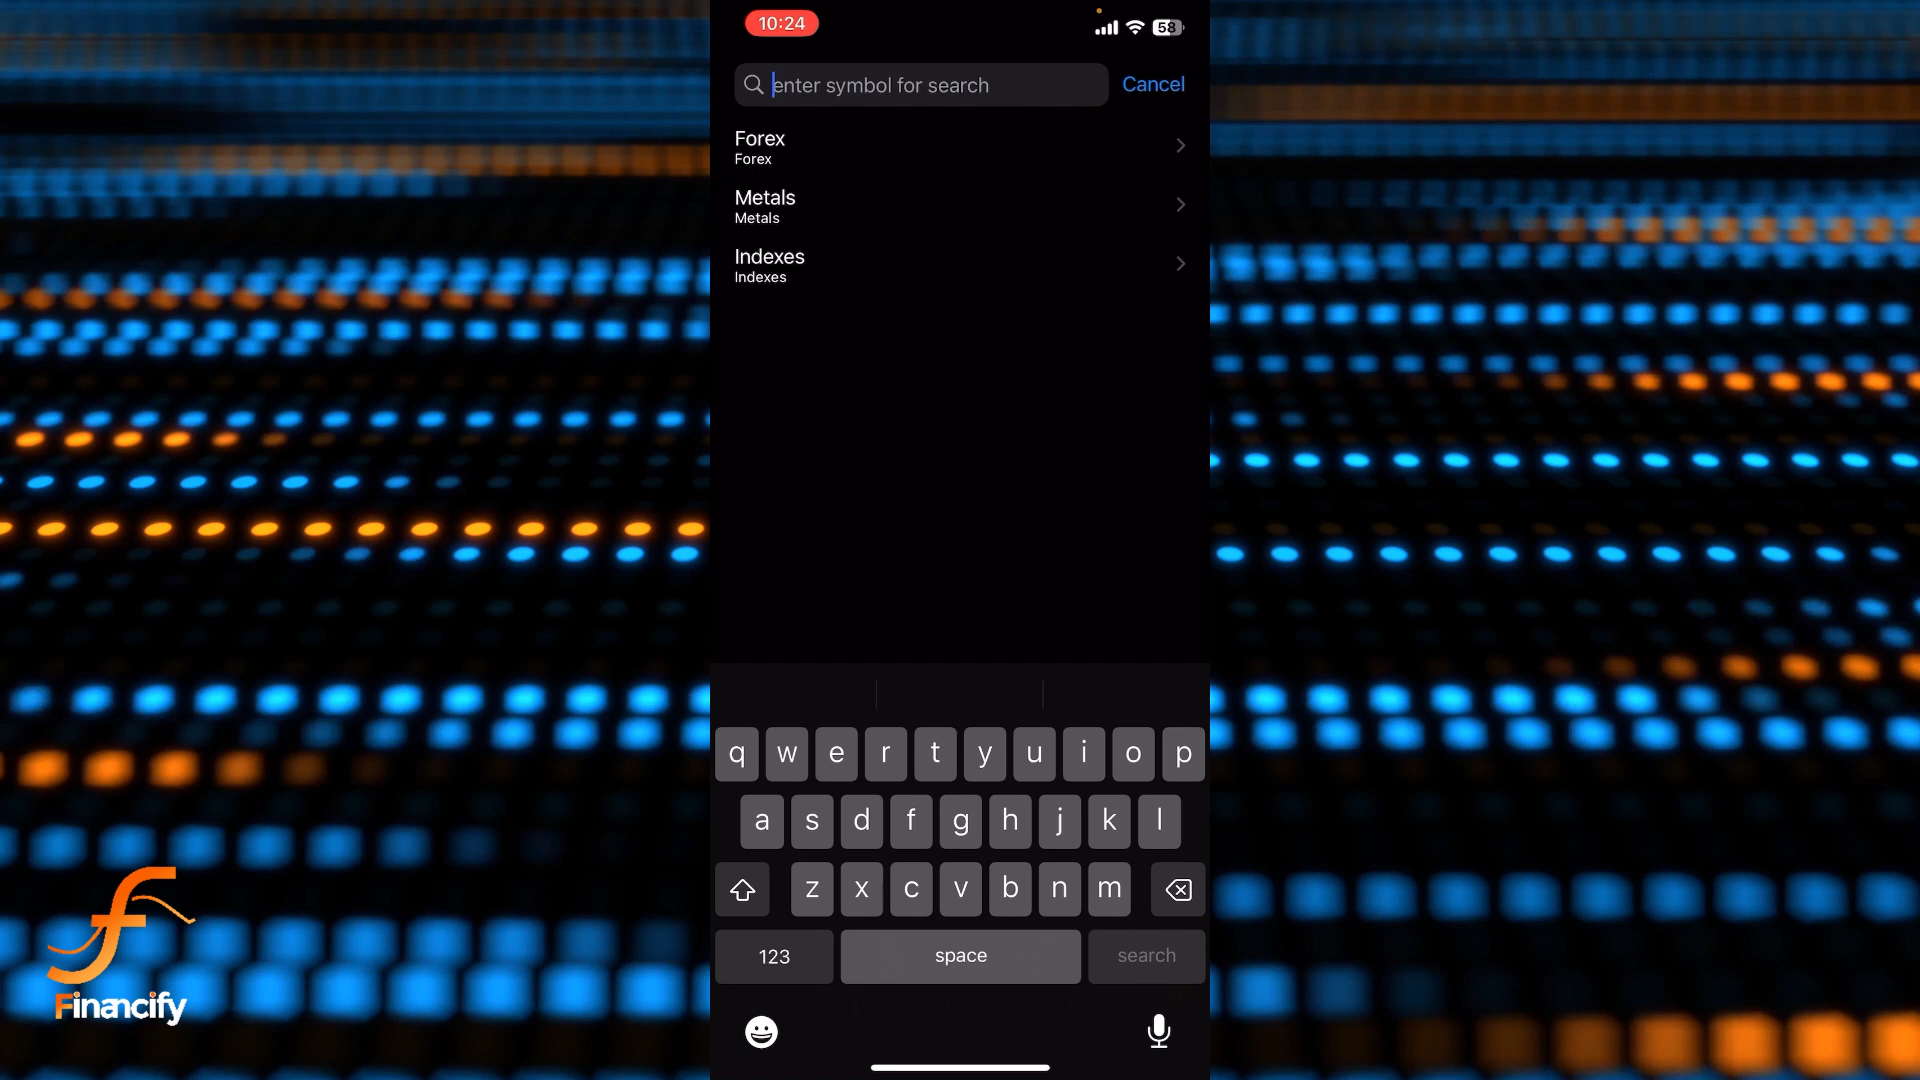 10:24
58
enter symbol for search
Cancel
Forex
Forex
Metals
Metals
Indexes
Indexes
q w e r t y u i o p
a s d f g h j k l
z x c v b n m
123 space search
Financify